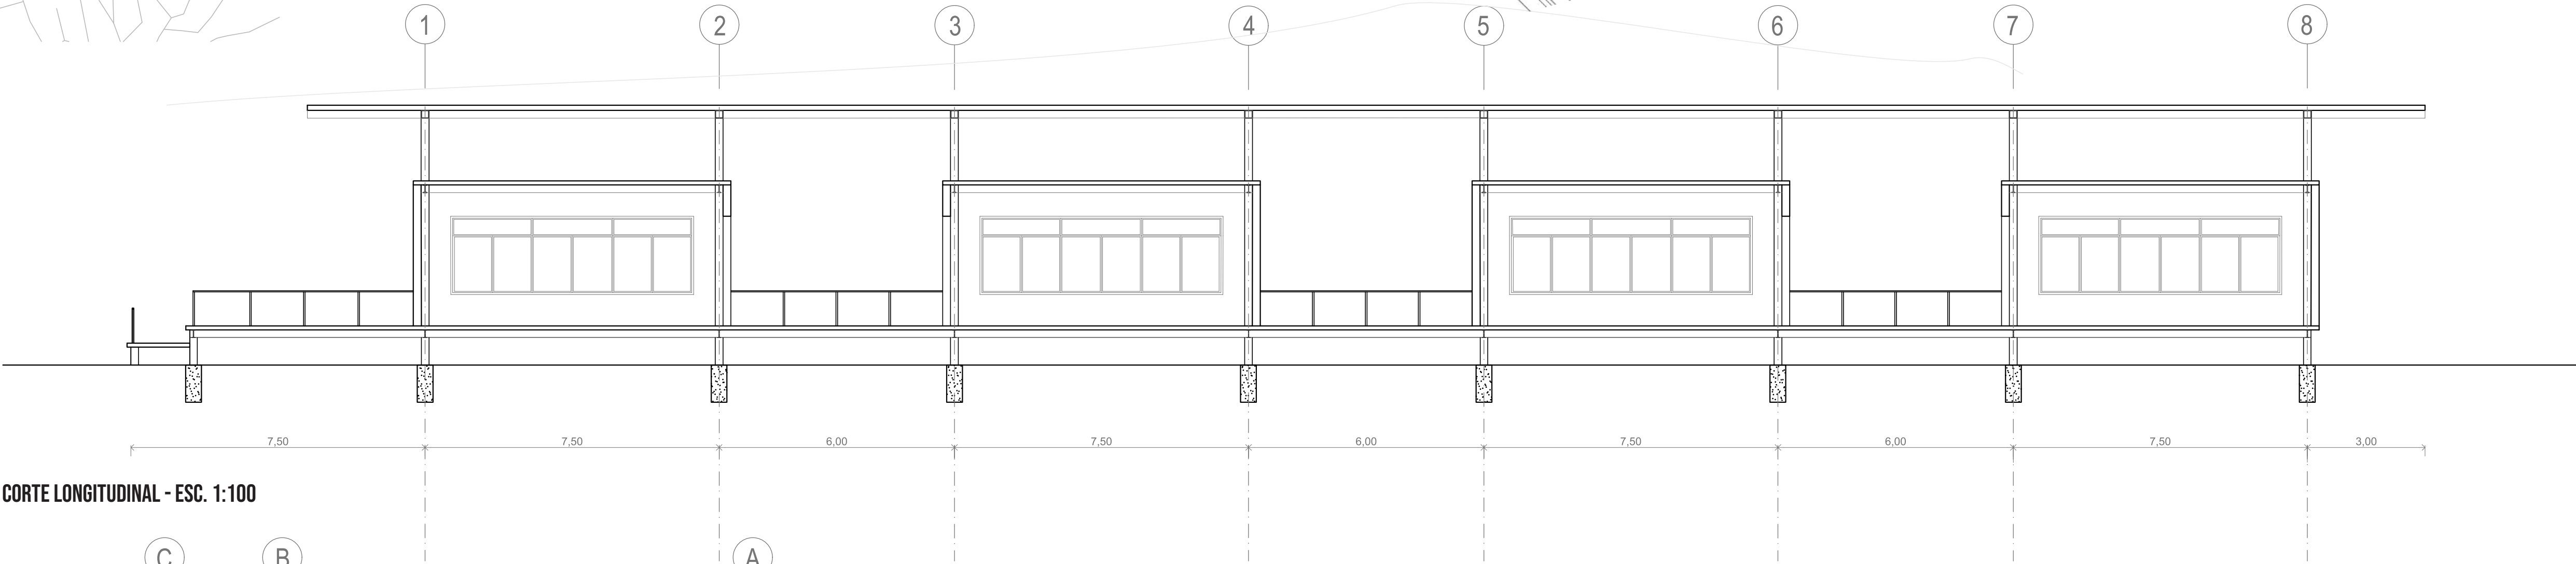 1 2 3 4 5 6 7 8
7,50 7,50 6,00 7,50 6,00 7,50 6,00 7,50 3,00
CORTE LONGITUDINAL - ESC. 1:100
C B A